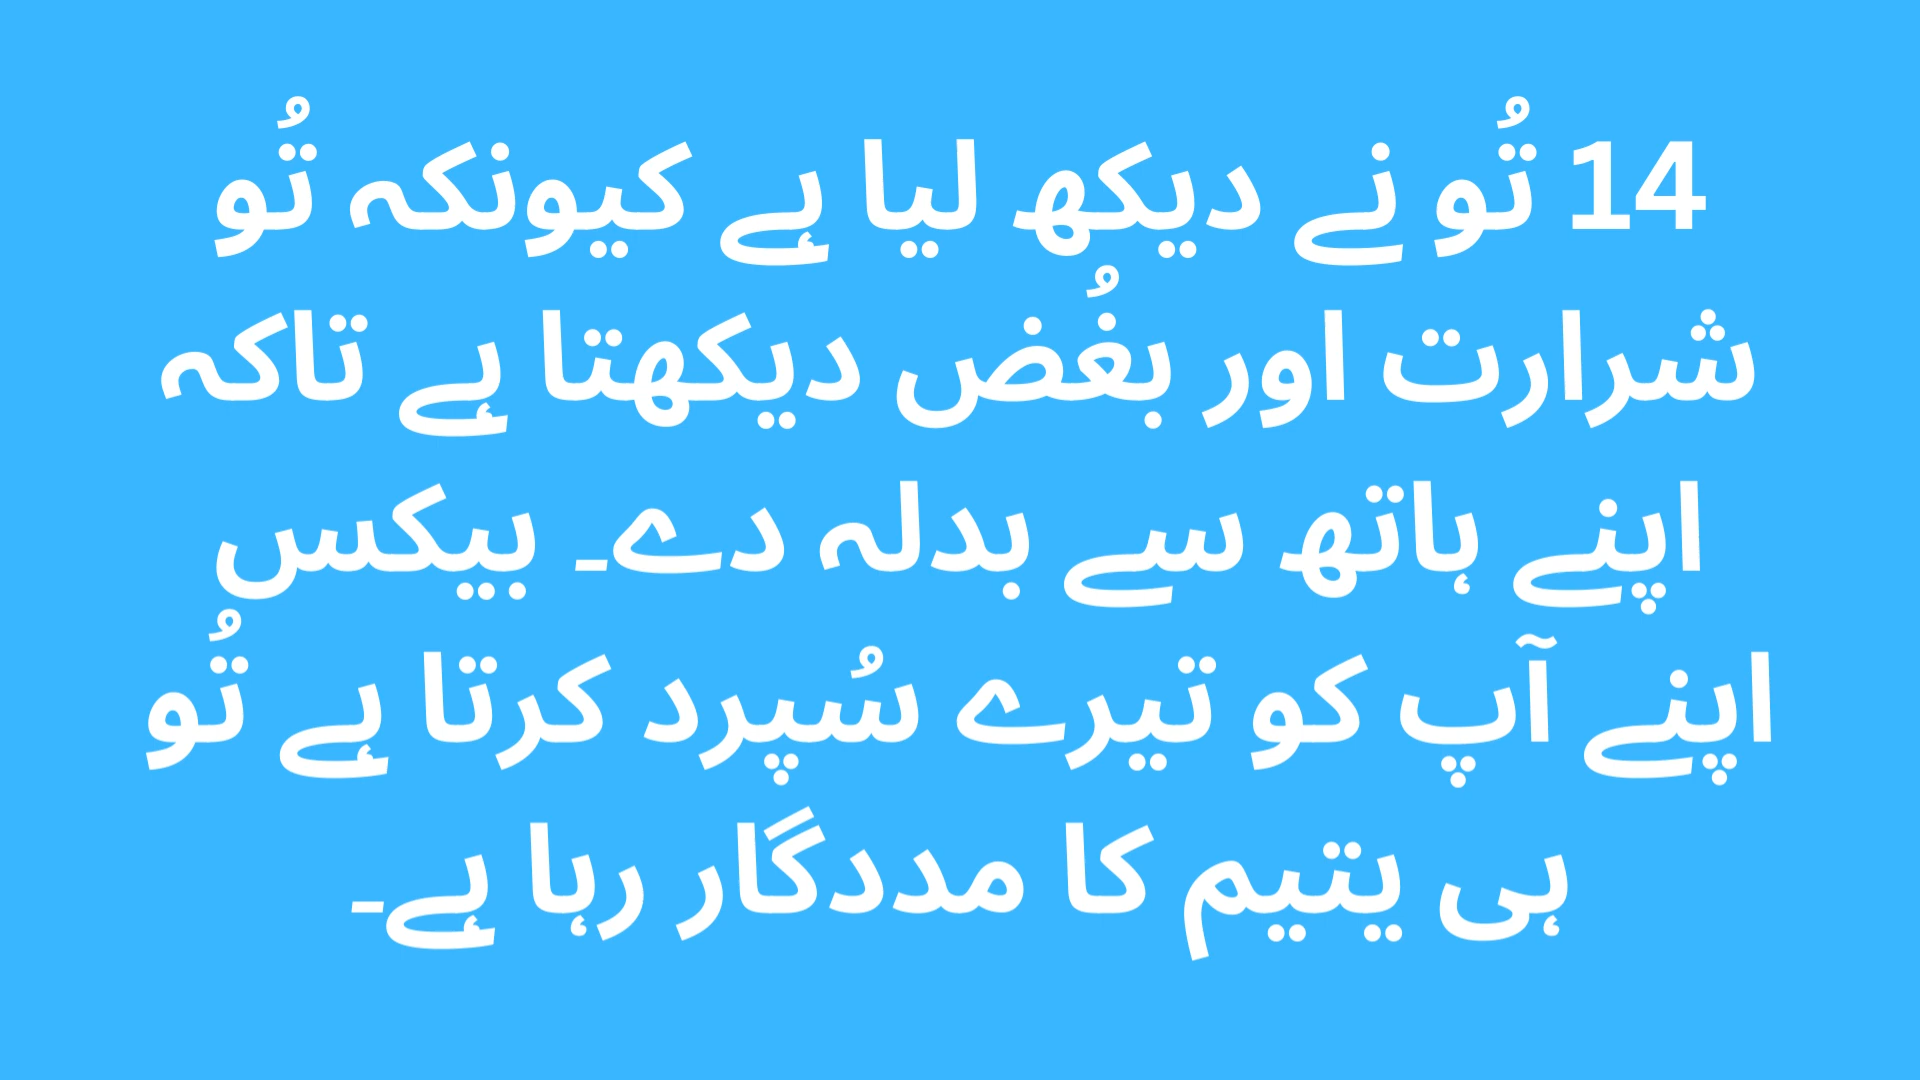 14 تُو نے دیکھ لیا ہے کیونکہ تُو
شرارت اور بغُض دیکھتا ہے تاکہ
اپنے ہاتھ سے بدلہ دے۔ بیکس
اپنے آپ کو تیرے سُپرد کرتا ہے تُو
ہی یتیم کا مددگار رہا ہے۔